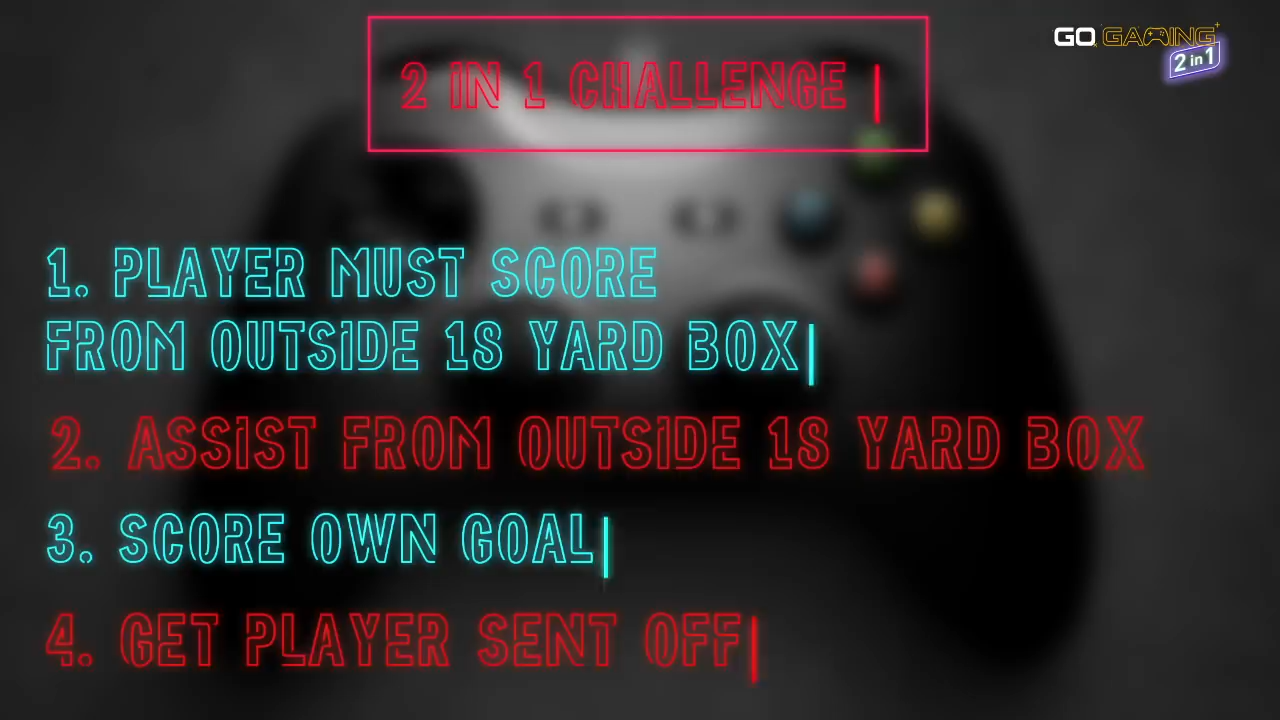 GO GAMING
2 in 1
2 IN 1 CHALLENGE
1. PLAYER MUST SCORE
FROM OUTSIDE 18 YARD BOX
2. ASSIST FROM OUTSIDE 18 YARD BOX
3. SCORE OWN GOAL
4. GET PLAYER SENT OFF